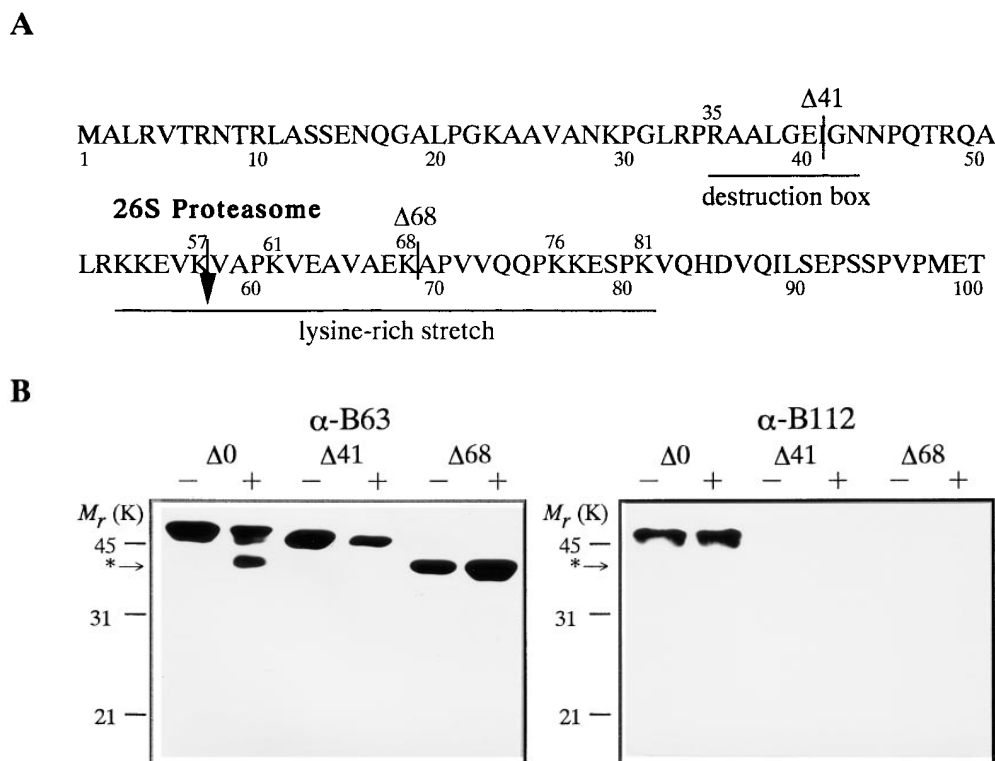 A
35 Δ41
MALRVTRNTRLASSENQGALPGKAAVANKPGLRPRAALGEIGNNPQTRQA
1 10 20 30 40 50
destruction box
26S Proteasome Δ68
57 61 68 76 81
LRKKEVKVAPKVEAVAEKAPVVQQPKKESPKVQHDVQILSEPSSPVPMET
60 70 80 90 100
lysine-rich stretch
B
α-B63 α-B112
Δ0 Δ41 Δ68 Δ0 Δ41 Δ68
− + − + − + − + − + − +
Mr (K) Mr (K)
45 45
*→ *→
31 31
21 21